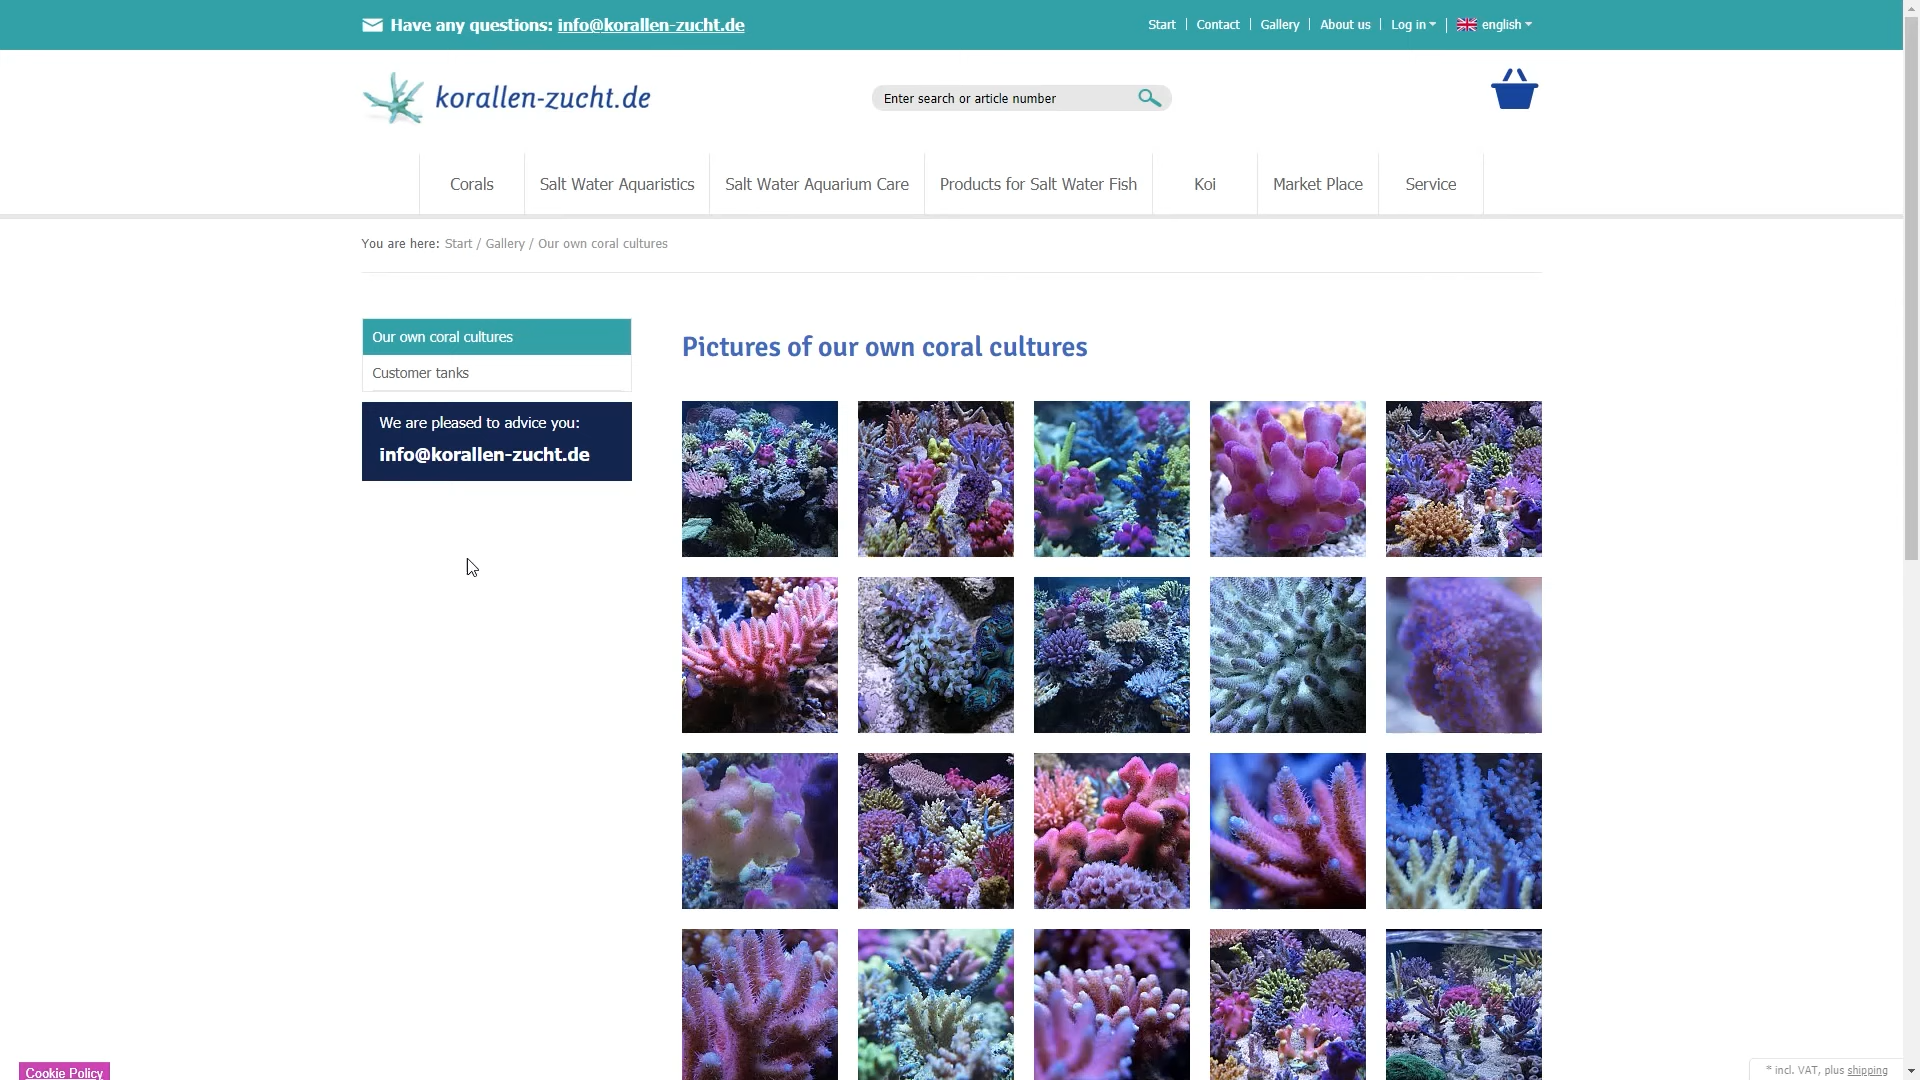 Have any questions: info@korallen-zucht.de
Start
Contact
Gallery
About us
Log in
english
korallen-zucht.de
Enter search or article number
Corals
Salt Water Aquaristics
Salt Water Aquarium Care
Products for Salt Water Fish
Koi
Market Place
Service
You are here: Start / Gallery / Our own coral cultures
Our own coral cultures
Customer tanks
We are pleased to advice you:
info@korallen-zucht.de
Pictures of our own coral cultures
Cookie Policy
* incl. VAT, plus shipping